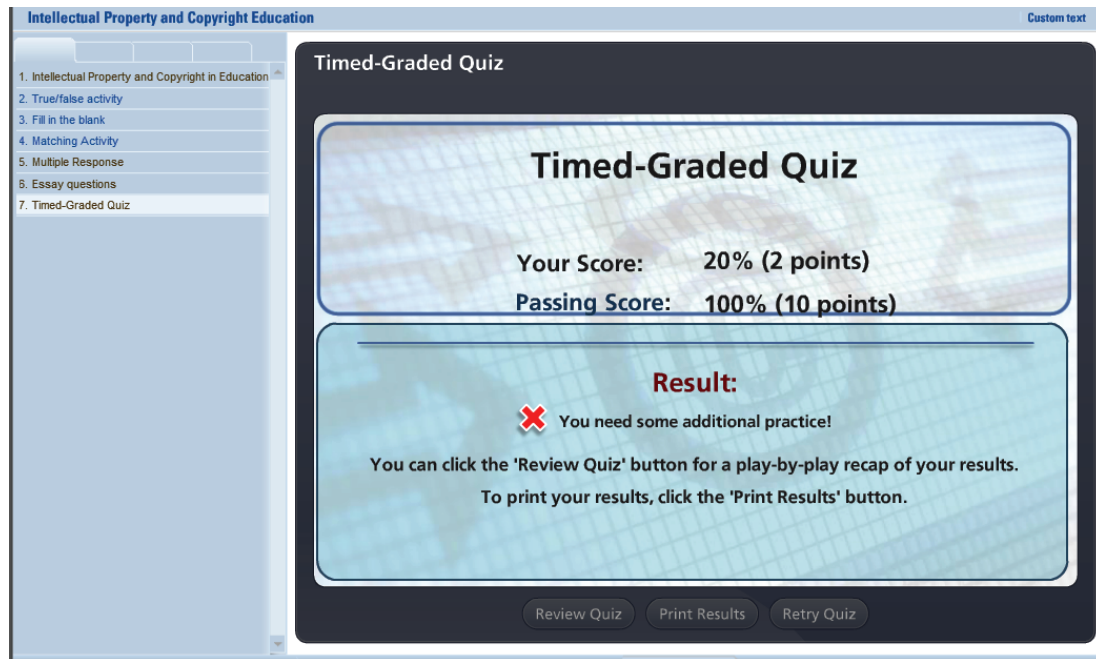 Intellectual Property and Copyright Education
Custom text
1. Intellectual Property and Copyright in Education
2. True/false activity
3. Fill in the blank
4. Matching Activity
5. Multiple Response
6. Essay questions
7. Timed-Graded Quiz
Timed-Graded Quiz
Timed-Graded Quiz
Your Score: 20% (2 points)
Passing Score: 100% (10 points)
Result:
You need some additional practice!
You can click the 'Review Quiz' button for a play-by-play recap of your results.
To print your results, click the 'Print Results' button.
Review Quiz
Print Results
Retry Quiz